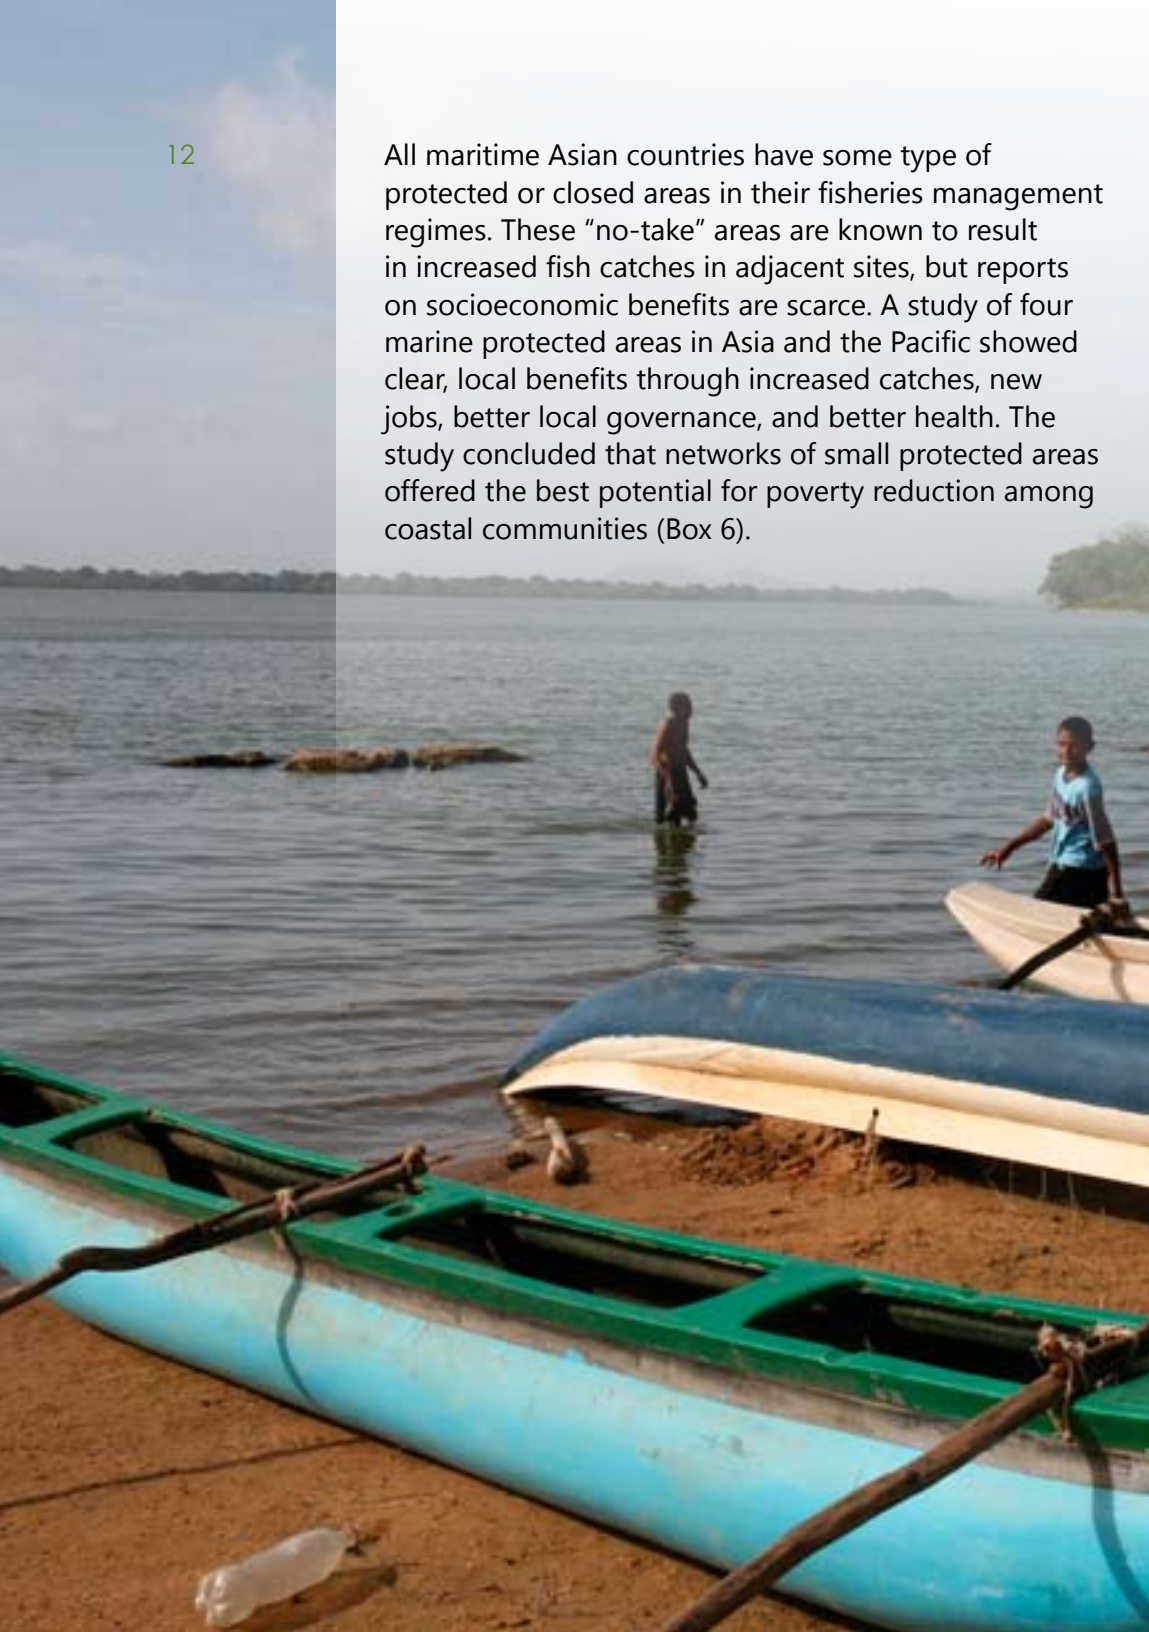 12
All maritime Asian countries have some type of
protected or closed areas in their fisheries management
regimes. These “no-take” areas are known to result
in increased fish catches in adjacent sites, but reports
on socioeconomic benefits are scarce. A study of four
marine protected areas in Asia and the Pacific showed
clear, local benefits through increased catches, new
jobs, better local governance, and better health. The
study concluded that networks of small protected areas
offered the best potential for poverty reduction among
coastal communities (Box 6).